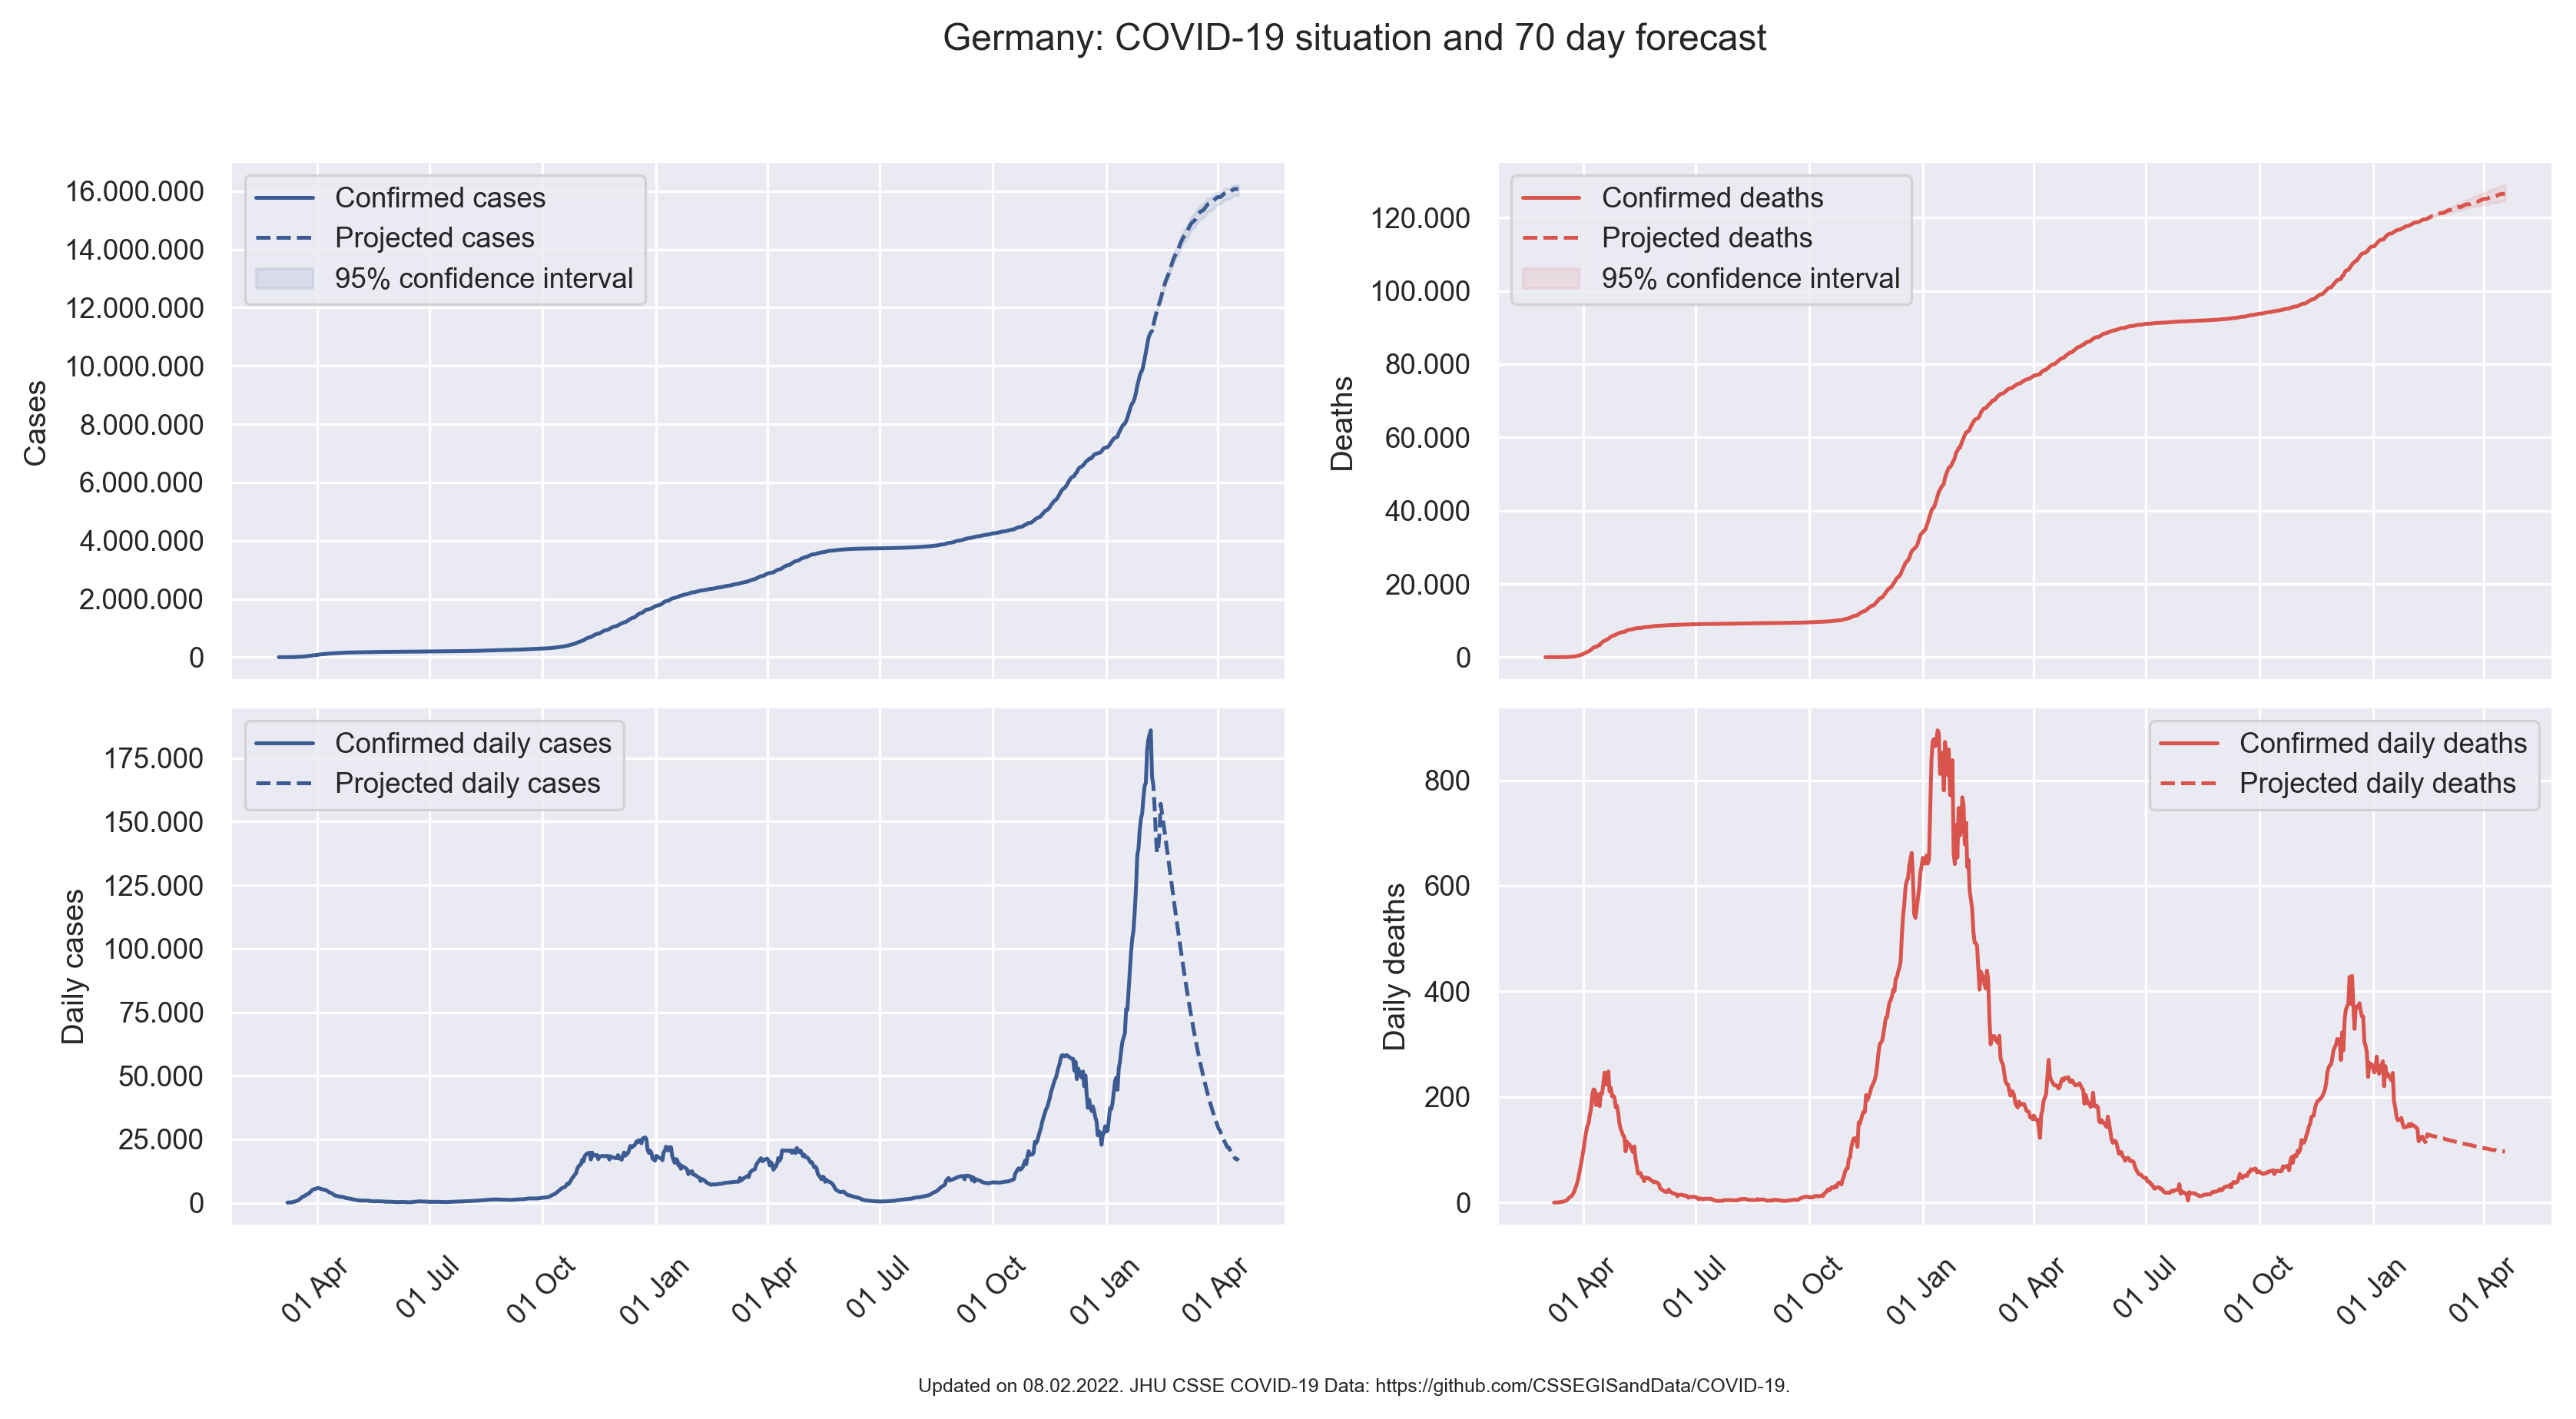 Germany: COVID-19 situation and 70 day forecast
Confirmed cases
Projected cases
95% confidence interval
16.000.000
14.000.000
12.000.000
10.000.000
8.000.000
6.000.000
4.000.000
2.000.000
0
Cases
Confirmed deaths
Projected deaths
95% confidence interval
120.000
100.000
80.000
60.000
40.000
20.000
0
Deaths
Confirmed daily cases
Projected daily cases
175.000
150.000
125.000
100.000
75.000
50.000
25.000
0
Daily cases
01 Apr
01 Jul
01 Oct
01 Jan
01 Apr
01 Jul
01 Oct
01 Jan
01 Apr
Confirmed daily deaths
Projected daily deaths
800
600
400
200
0
Daily deaths
01 Apr
01 Jul
01 Oct
01 Jan
01 Apr
01 Jul
01 Oct
01 Jan
01 Apr
Updated on 08.02.2022. JHU CSSE COVID-19 Data: https://github.com/CSSEGISandData/COVID-19.